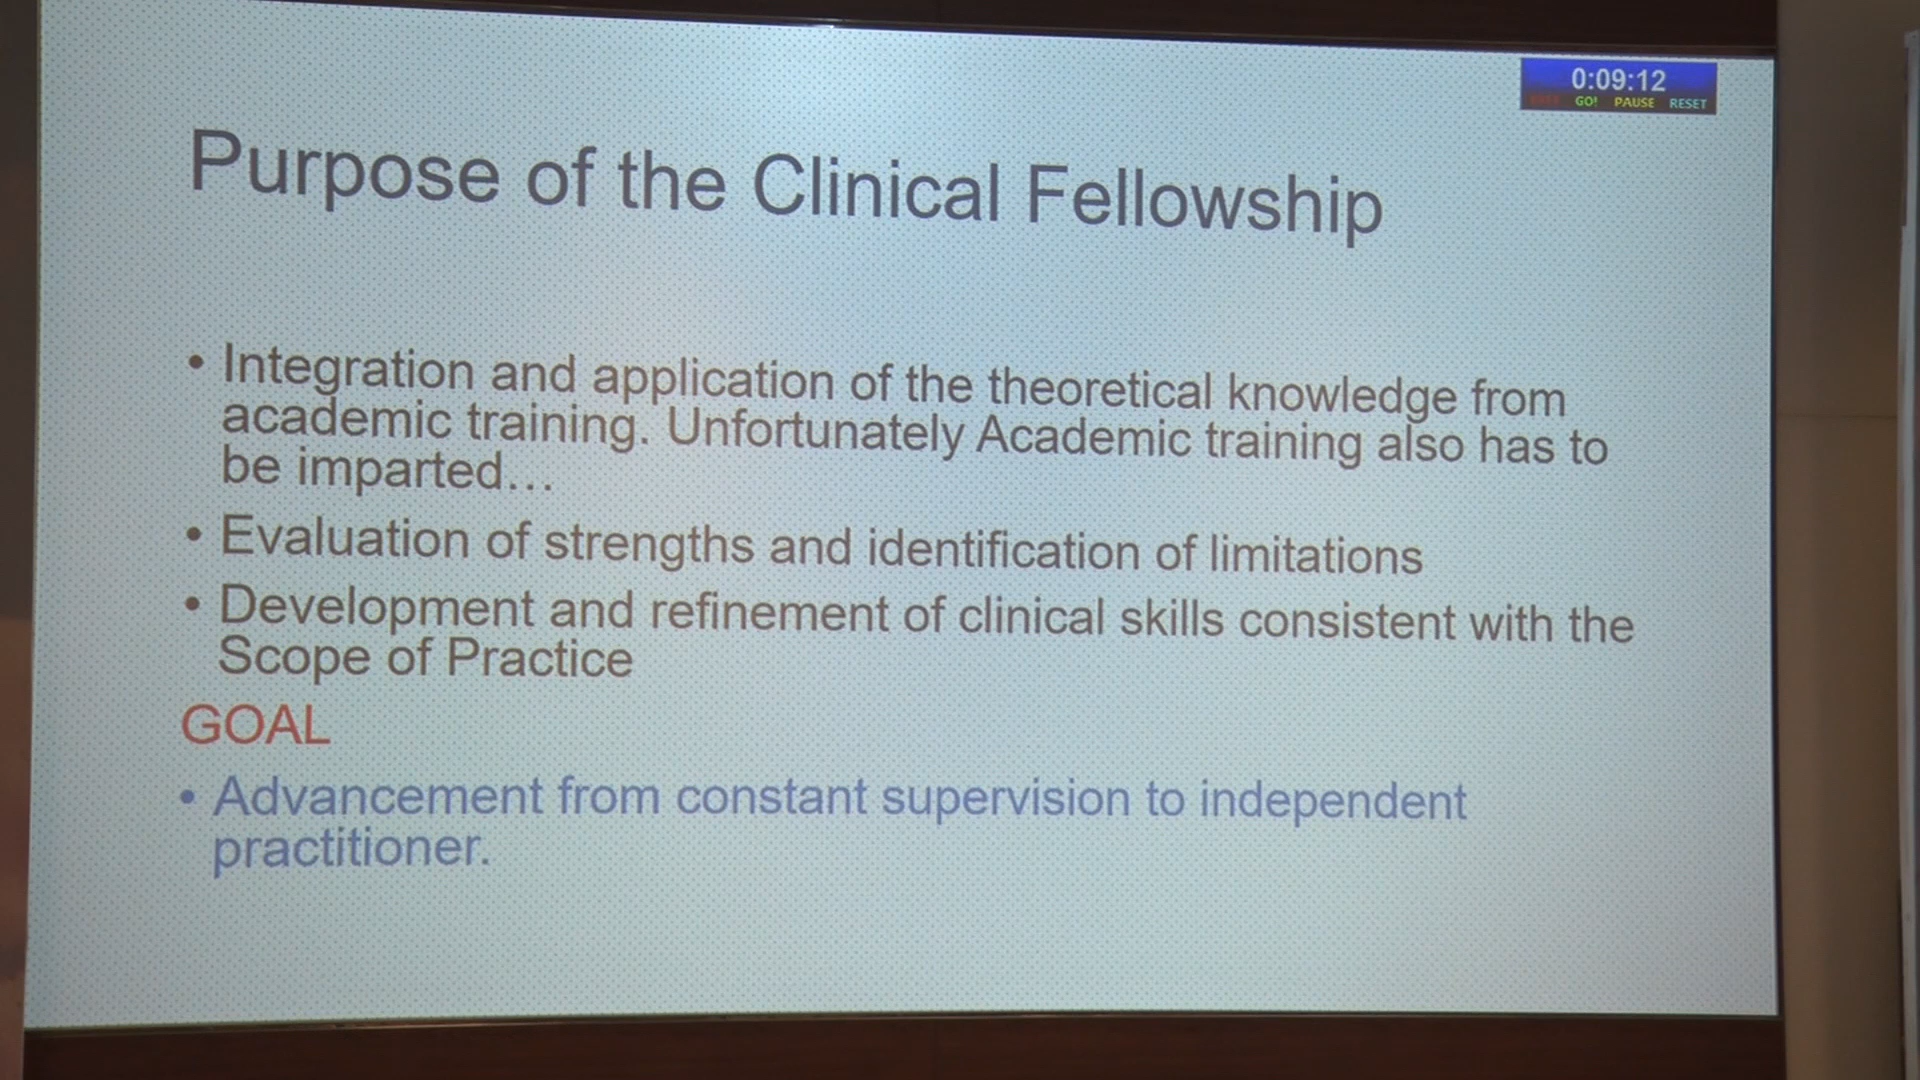 0:09:12
GO! PAUSE RESET
Purpose of the Clinical Fellowship
• Integration and application of the theoretical knowledge from
academic training. Unfortunately Academic training also has to
be imparted…
• Evaluation of strengths and identification of limitations
• Development and refinement of clinical skills consistent with the
Scope of Practice
GOAL
• Advancement from constant supervision to independent
practitioner.